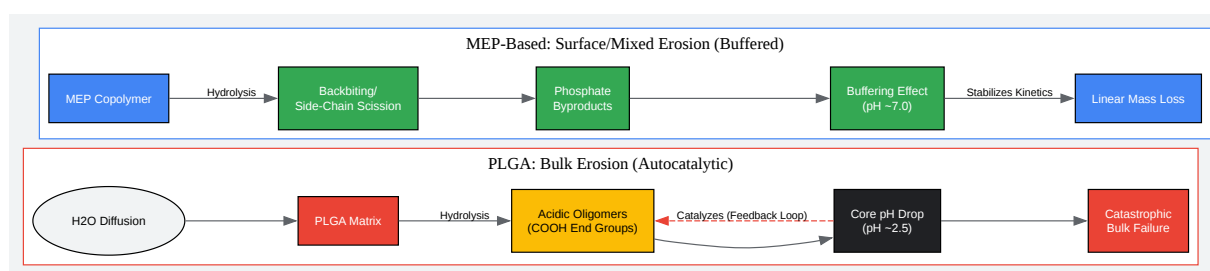 MEP-Based: Surface/Mixed Erosion (Buffered)
MEP Copolymer
Hydrolysis
Backbiting/
Side-Chain Scission
Phosphate
Byproducts
Buffering Effect
(pH ~7.0)
Stabilizes Kinetics
Linear Mass Loss
PLGA: Bulk Erosion (Autocatalytic)
H2O Diffusion
PLGA Matrix
Hydrolysis
Acidic Oligomers
(COOH End Groups)
Catalyzes (Feedback Loop)
Core pH Drop
(pH ~2.5)
Catastrophic
Bulk Failure